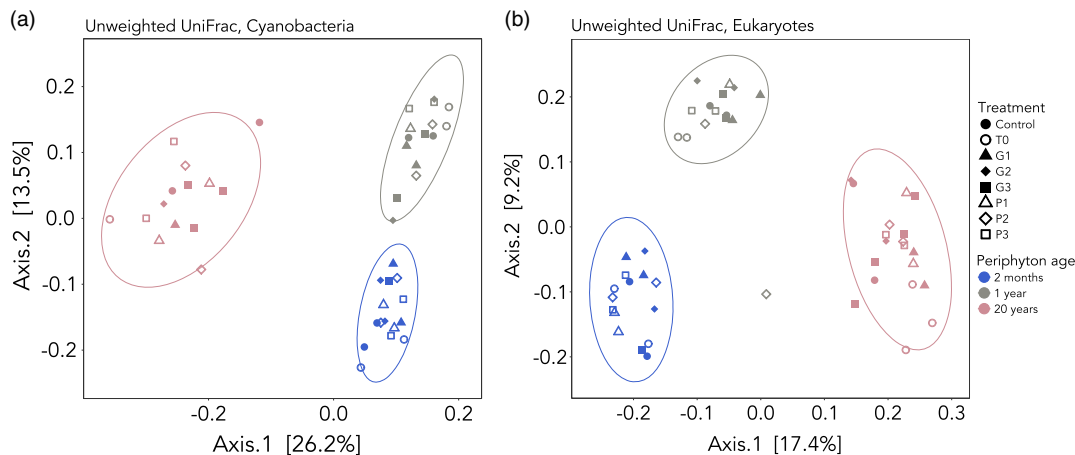 (a)
Unweighted UniFrac, Cyanobacteria
Axis.2 [13.5%]
0.2
0.1
0.0
-0.1
-0.2
-0.2
0.0
0.2
Axis.1 [26.2%]
(b)
Unweighted UniFrac, Eukaryotes
Axis.2 [9.2%]
0.2
0.1
0.0
-0.1
-0.2
-0.2
-0.1
0.0
0.1
0.2
0.3
Axis.1 [17.4%]
Treatment
Control
T0
G1
G2
G3
P1
P2
P3
Periphyton age
2 months
1 year
20 years